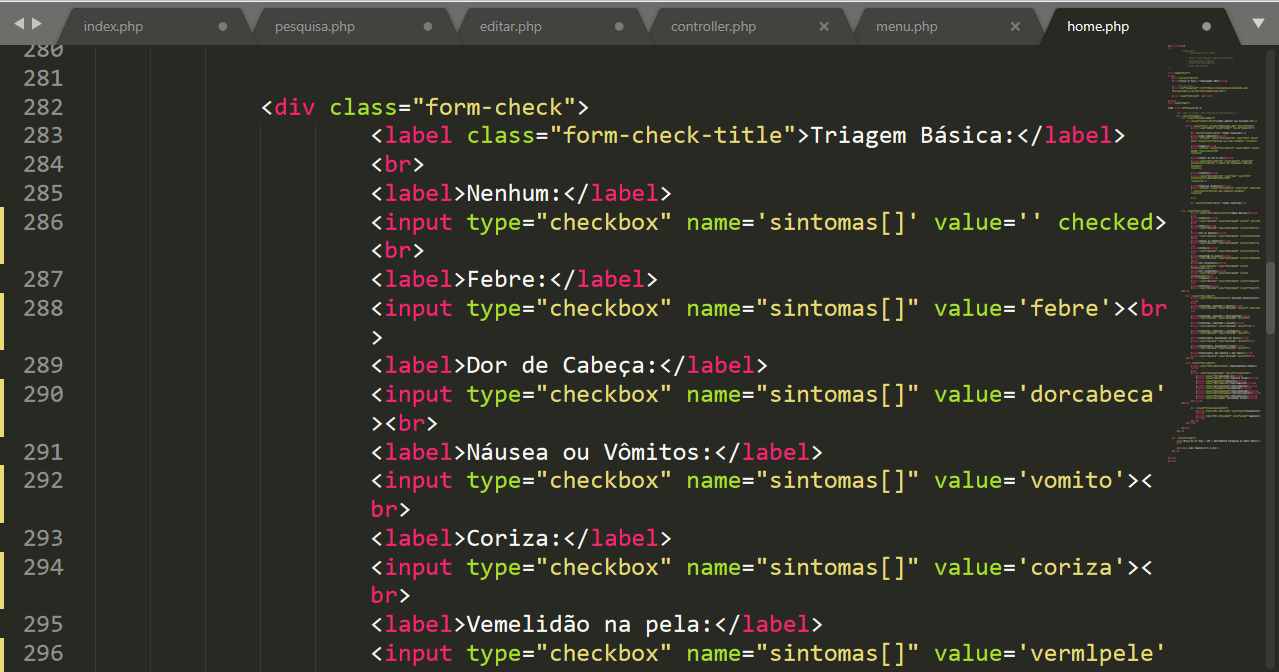 index.php pesquisa.php editar.php controller.php menu.php home.php
280
281
282 <div class="form-check">
283 <label class="form-check-title">Triagem Básica:</label>
284 <br>
285 <label>Nenhum:</label>
286 <input type="checkbox" name='sintomas[]' value='' checked>
<br>
287 <label>Febre:</label>
288 <input type="checkbox" name="sintomas[]" value='febre'><br
>
289 <label>Dor de Cabeça:</label>
290 <input type="checkbox" name="sintomas[]" value='dorcabeca'
><br>
291 <label>Náusea ou Vômitos:</label>
292 <input type="checkbox" name="sintomas[]" value='vomito'><
br>
293 <label>Coriza:</label>
294 <input type="checkbox" name="sintomas[]" value='coriza'><
br>
295 <label>Vemelidão na pela:</label>
296 <input type="checkbox" name="sintomas[]" value='vermlpele'